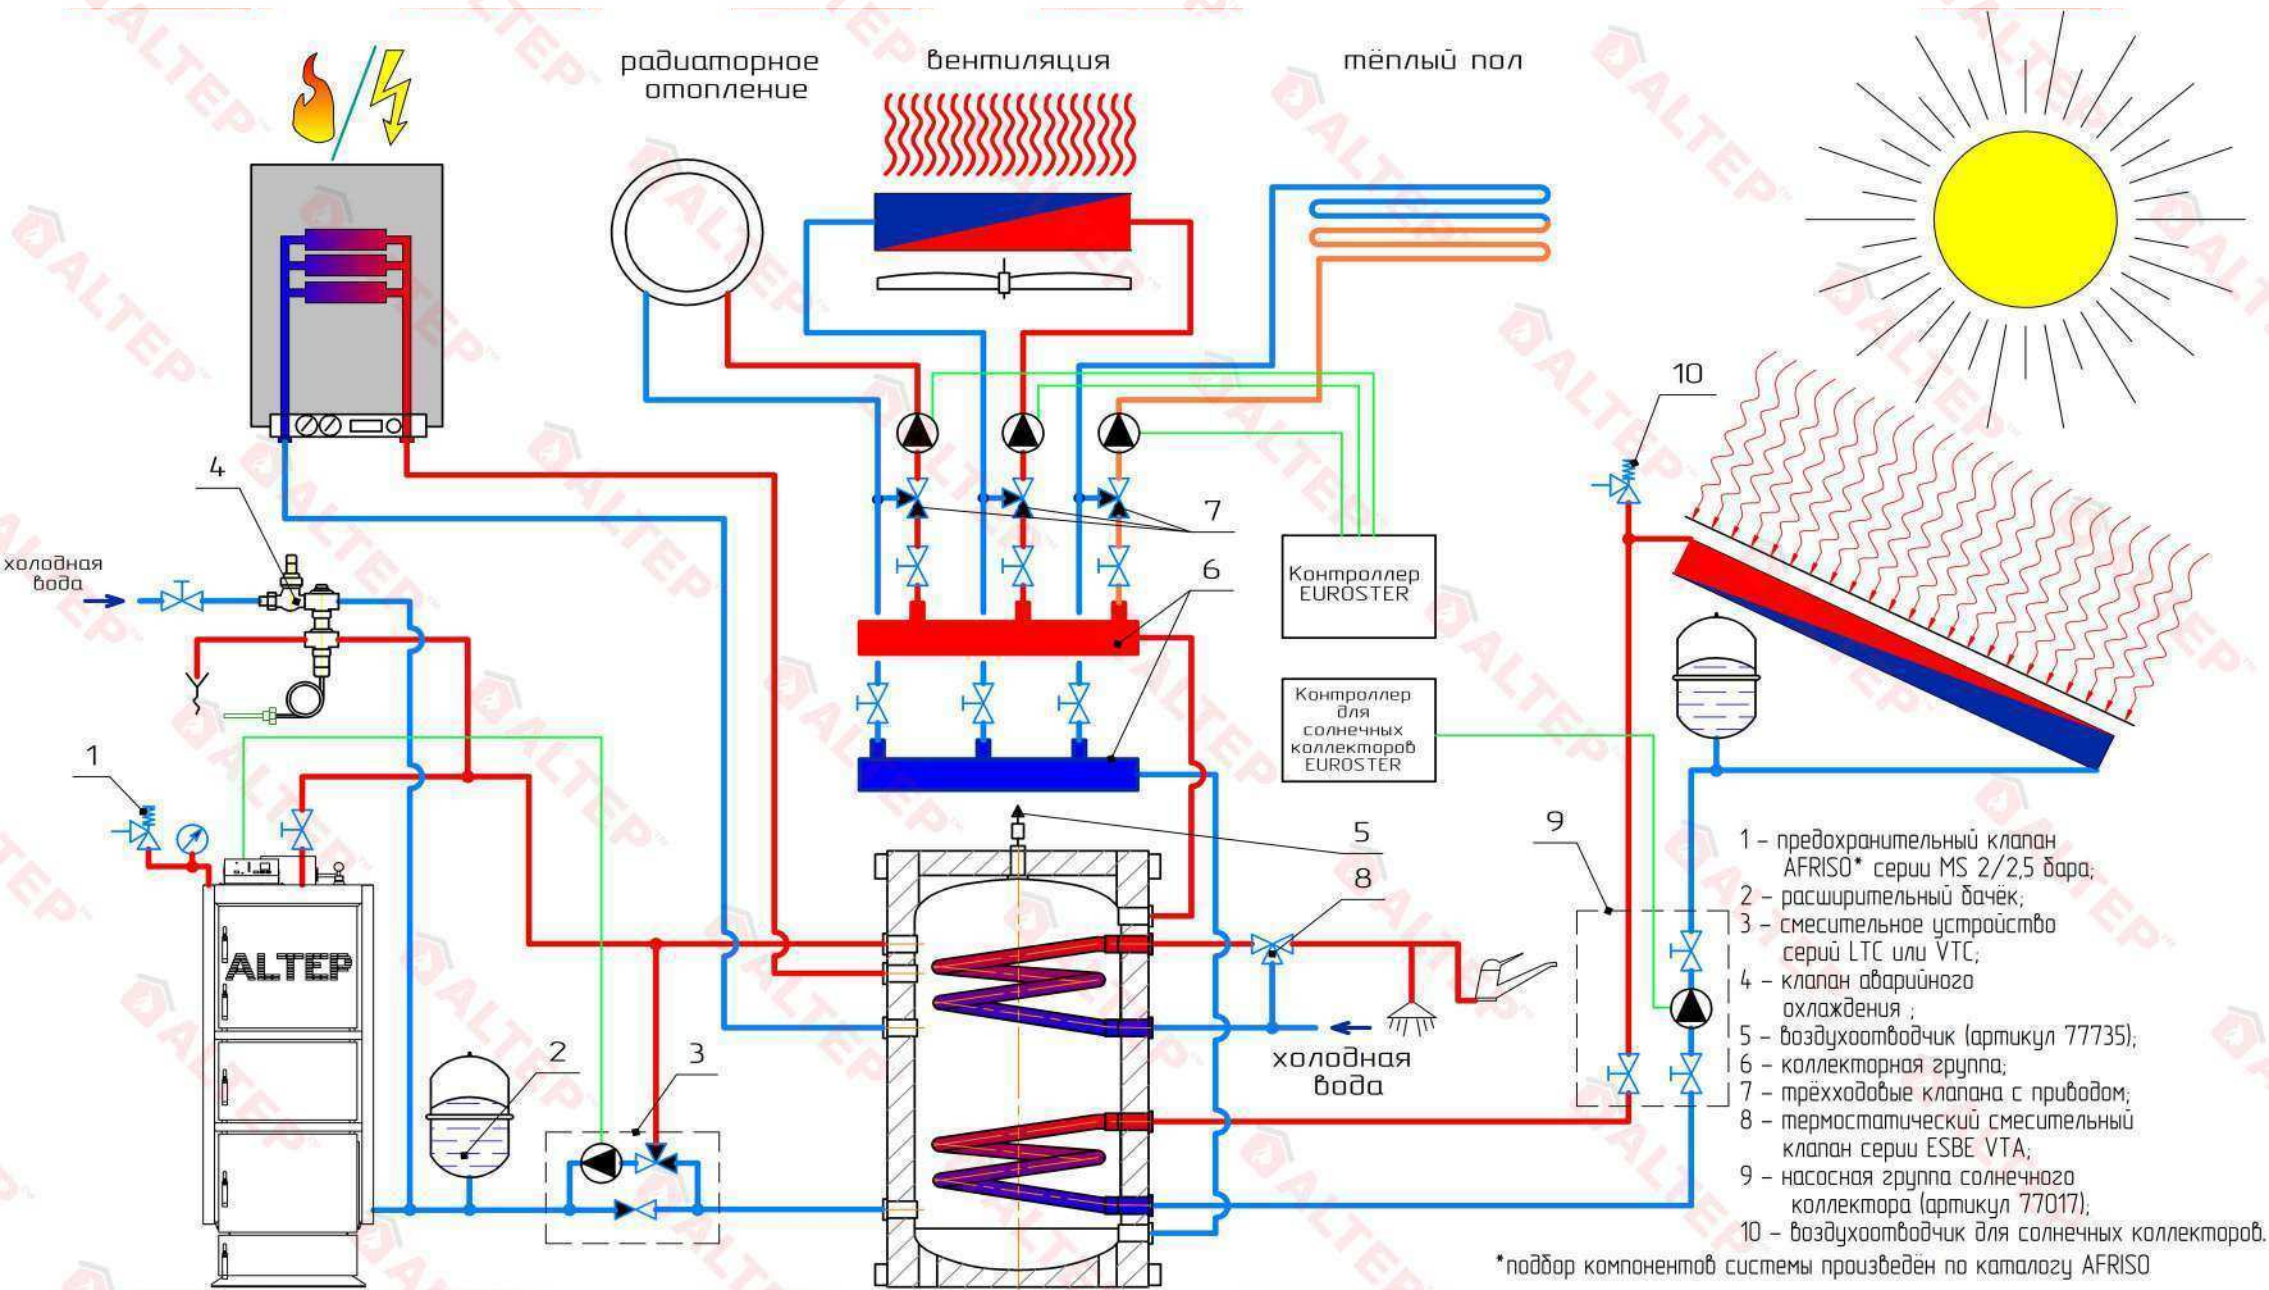 радиаторное
отопление
вентиляция
тёплый пол
10
4
7
холодная
вода
6
Контроллер
EUROSTER
Контроллер
для
солнечных
коллекторов
EUROSTER
1
5
9
8
ALTEP
2
3
холодная
вода
1 - предохранительный клапан
AFRISO* серии MS 2/2,5 бара;
2 - расширительный бачёк;
3 - смесительное устройство
серий LTC или VTC;
4 - клапан аварийного
охлаждения ;
5 - воздухоотводчик (артикул 77735);
6 - коллекторная группа;
7 - трёхходовые клапана с приводом;
8 - термостатический смесительный
клапан серии ESBE VTA;
9 - насосная группа солнечного
коллектора (артикул 77017);
10 - воздухоотводчик для солнечных коллекторов.
*подбор компонентов системы произведён по каталогу AFRISO